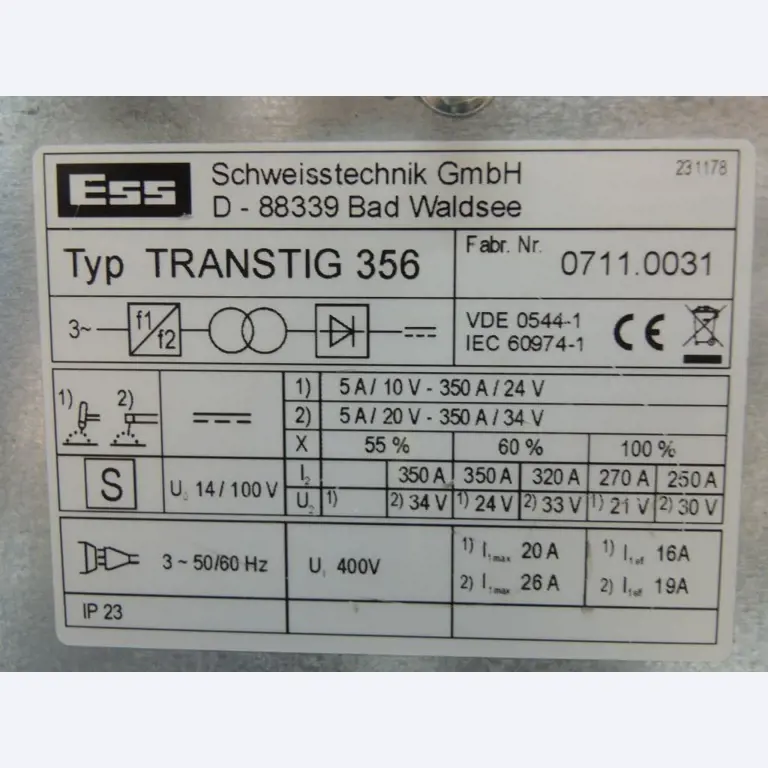 ESS Schweisstechnik GmbH 231178
D - 88339 Bad Waldsee
Typ TRANSTIG 356 Fabr. Nr. 0711.0031
3~ f1 f2 VDE 0544-1 CE
IEC 60974-1
1) 2) 1) 5 A / 10 V - 350 A / 24 V
2) 5 A / 20 V - 350 A / 34 V
X 55 % 60 % 100 %
S U₀ 14 / 100 V I₂ 350 A 350 A 320 A 270 A 250 A
U₂ 1) 2) 34 V 1) 24 V 2) 33 V 1) 21 V 2) 30 V
3 ~ 50/60 Hz U₁ 400V 1) I₁max 20 A 1) I₁ef 16A
2) I₁max 26 A 2) I₁ef 19A
IP 23